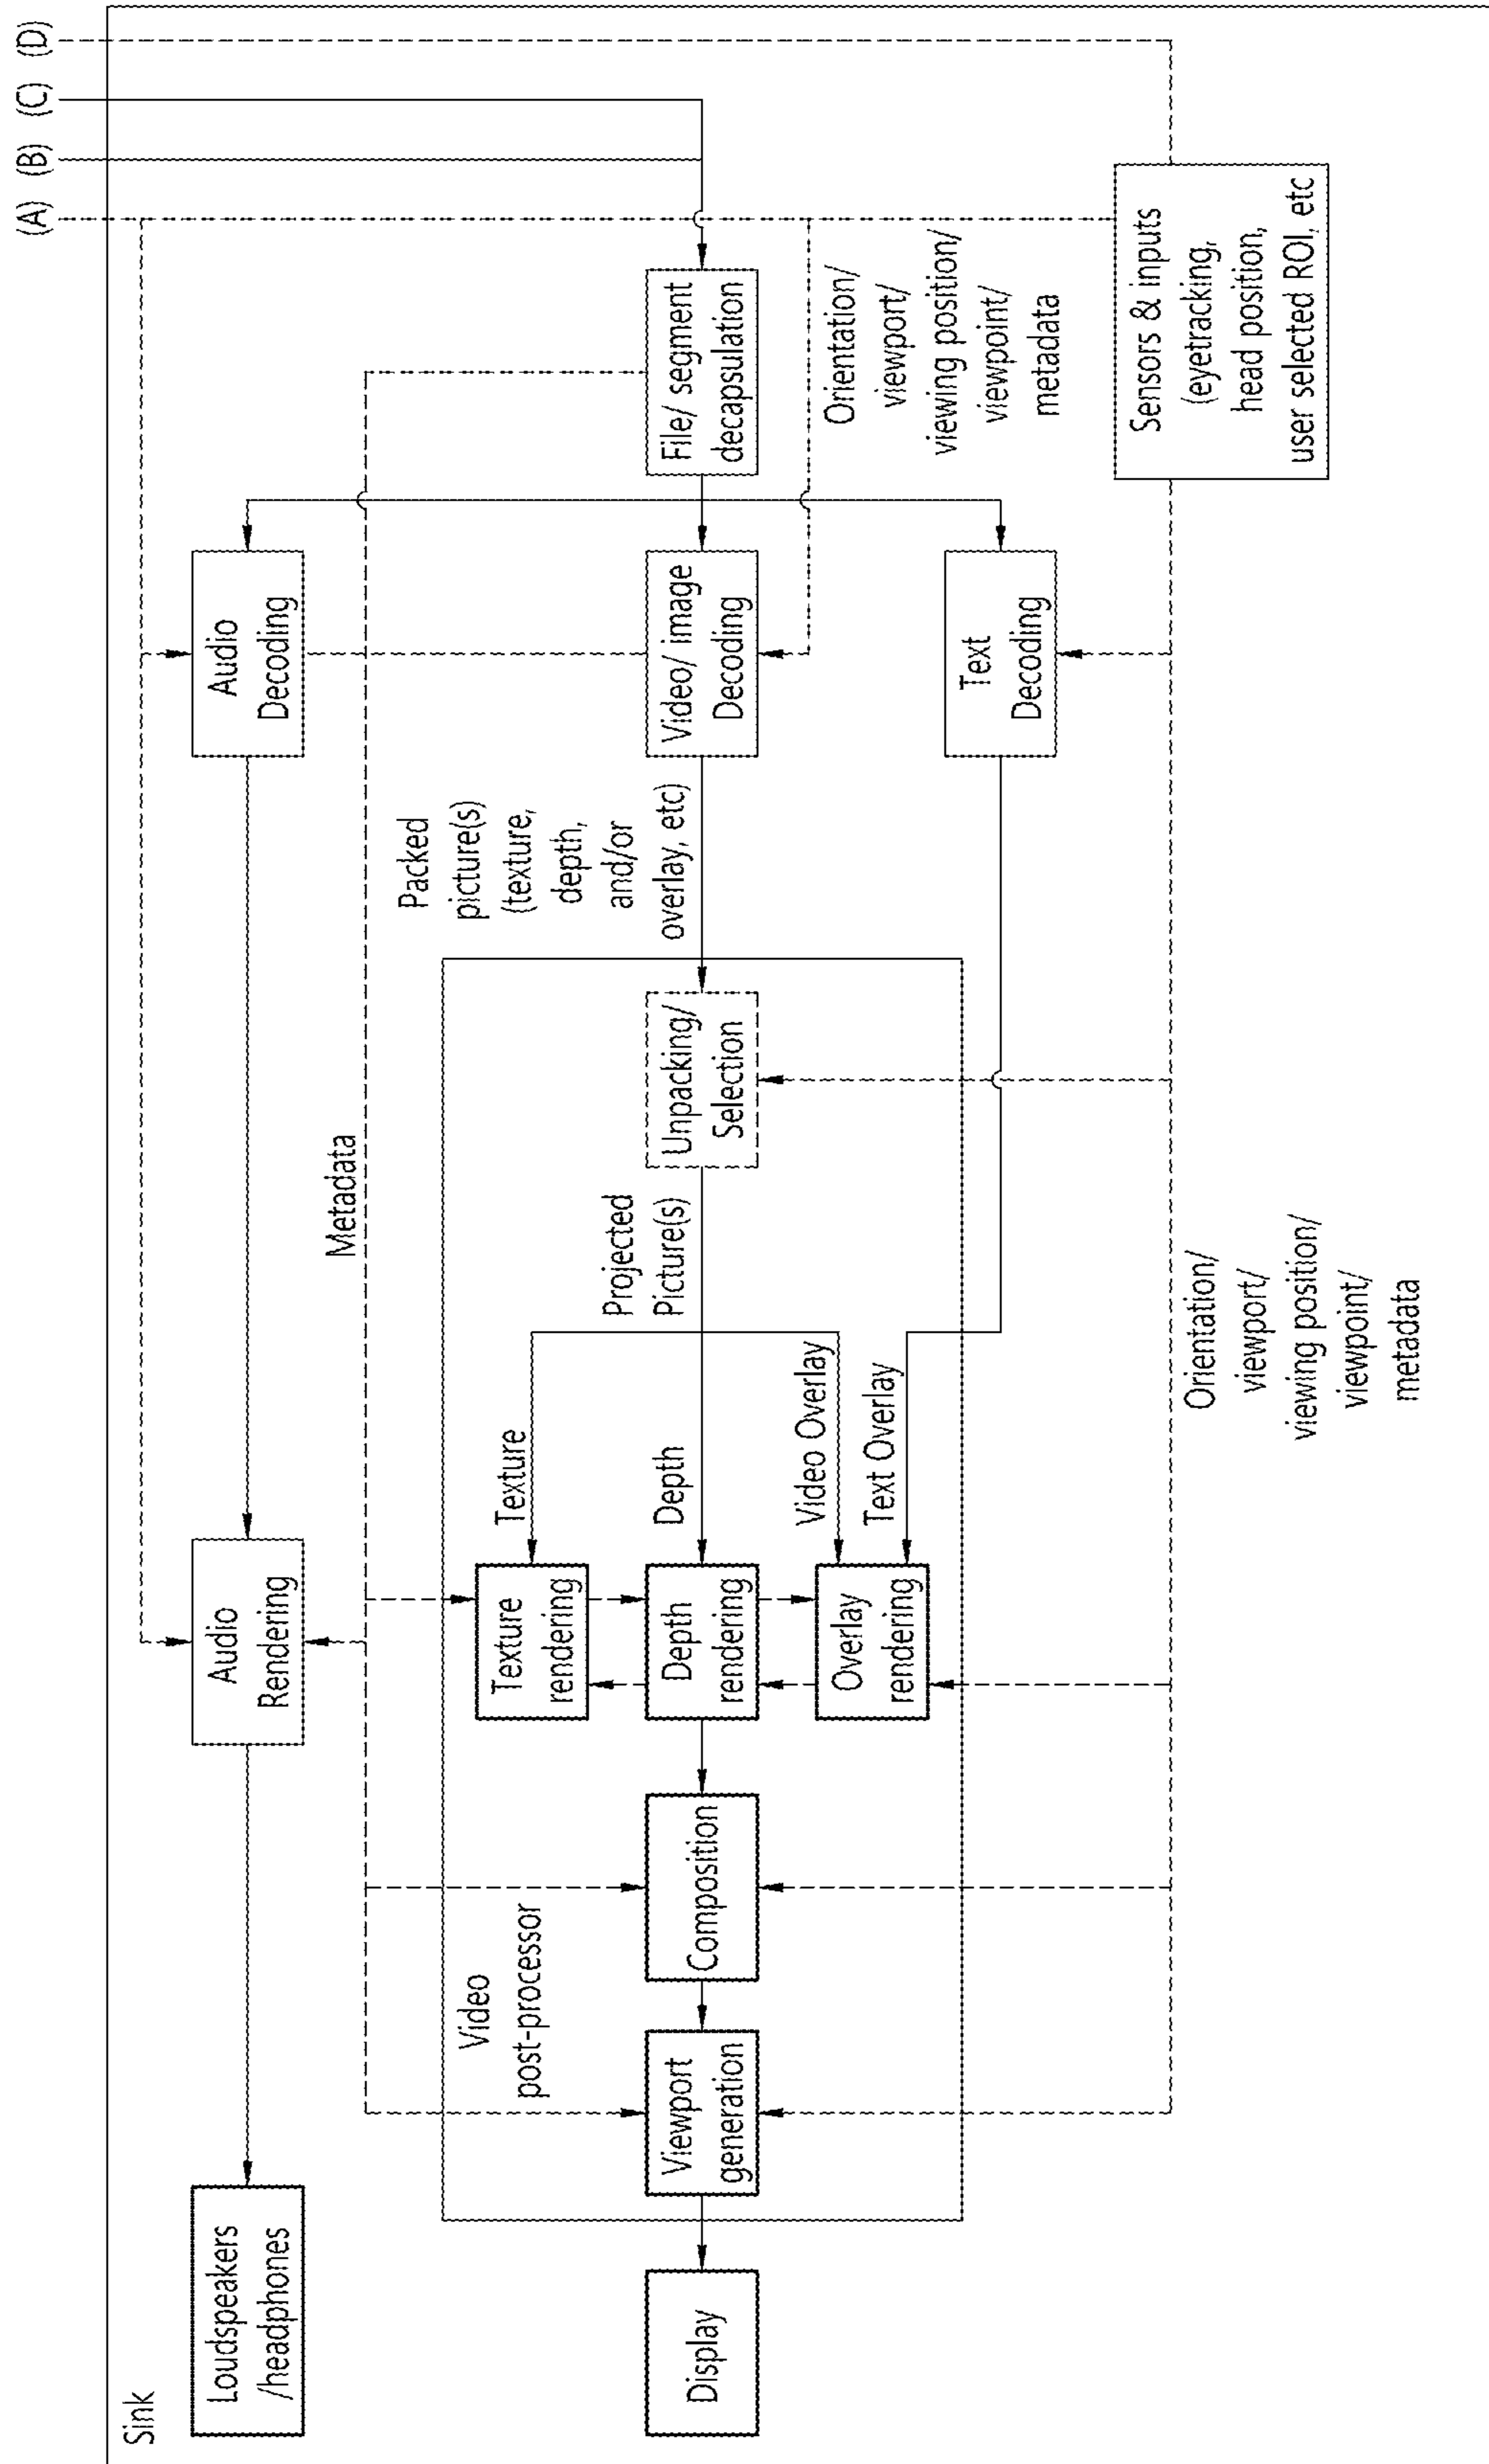 Sink
(A)
(B)
(C)
(D)
Loudspeakers
/headphones
Audio
Rendering
Audio
Decoding
Metadata
Packed
picture(s)
(texture,
depth,
and/or
overlay, etc)
Video
post-processor
Display
Viewport
generation
Composition
Texture
rendering
Depth
rendering
Overlay
rendering
Texture
Depth
Video Overlay
Text Overlay
Projected
Picture(s)
Unpacking/
Selection
Video/ image
Decoding
File/ segment
decapsulation
Text
Decoding
Orientation/
viewport/
viewing position/
viewpoint/
metadata
Sensors & inputs
(eyetracking,
head position,
user selected ROI, etc
Orientation/
viewport/
viewing position/
viewpoint/
metadata